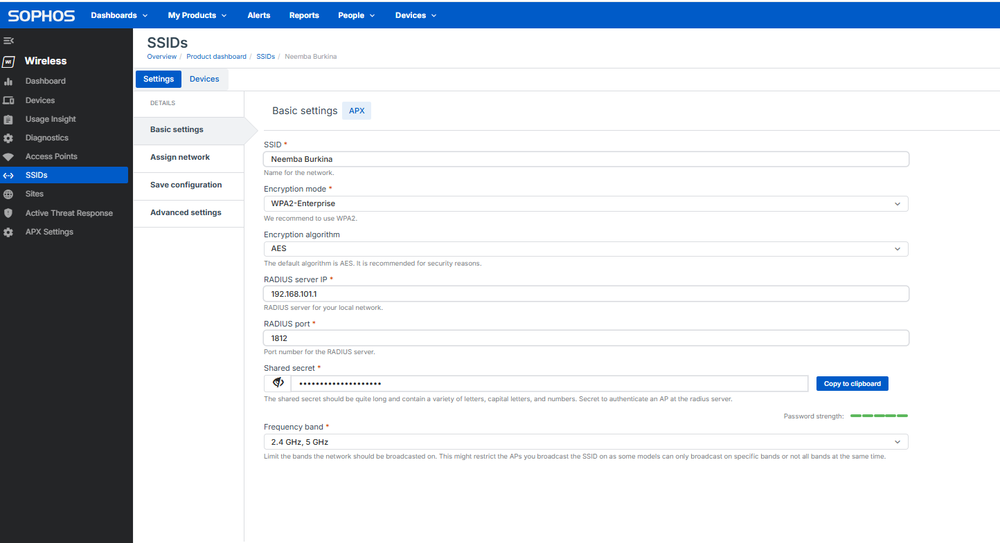 SOPHOS Dashboards My Products Alerts Reports People Devices
Wireless
Dashboard
Devices
Usage Insight
Diagnostics
Access Points
SSIDs
Sites
Active Threat Response
APX Settings
SSIDs
Overview / Product dashboard / SSIDs / Neemba Burkina
Settings Devices
DETAILS
Basic settings
Assign network
Save configuration
Advanced settings
Basic settings APX
SSID *
Neemba Burkina
Name for the network.
Encryption mode *
WPA2-Enterprise
We recommend to use WPA2.
Encryption algorithm
AES
The default algorithm is AES. It is recommended for security reasons.
RADIUS server IP *
192.168.101.1
RADIUS server for your local network.
RADIUS port *
1812
Port number for the RADIUS server.
Shared secret *
•••••••••••••••••••• Copy to clipboard
The shared secret should be quite long and contain a variety of letters, capital letters, and numbers. Secret to authenticate an AP at the radius server.
Password strength:
Frequency band *
2.4 GHz, 5 GHz
Limit the bands the network should be broadcasted on. This might restrict the APs you broadcast the SSID on as some models can only broadcast on specific bands or not all bands at the same time.